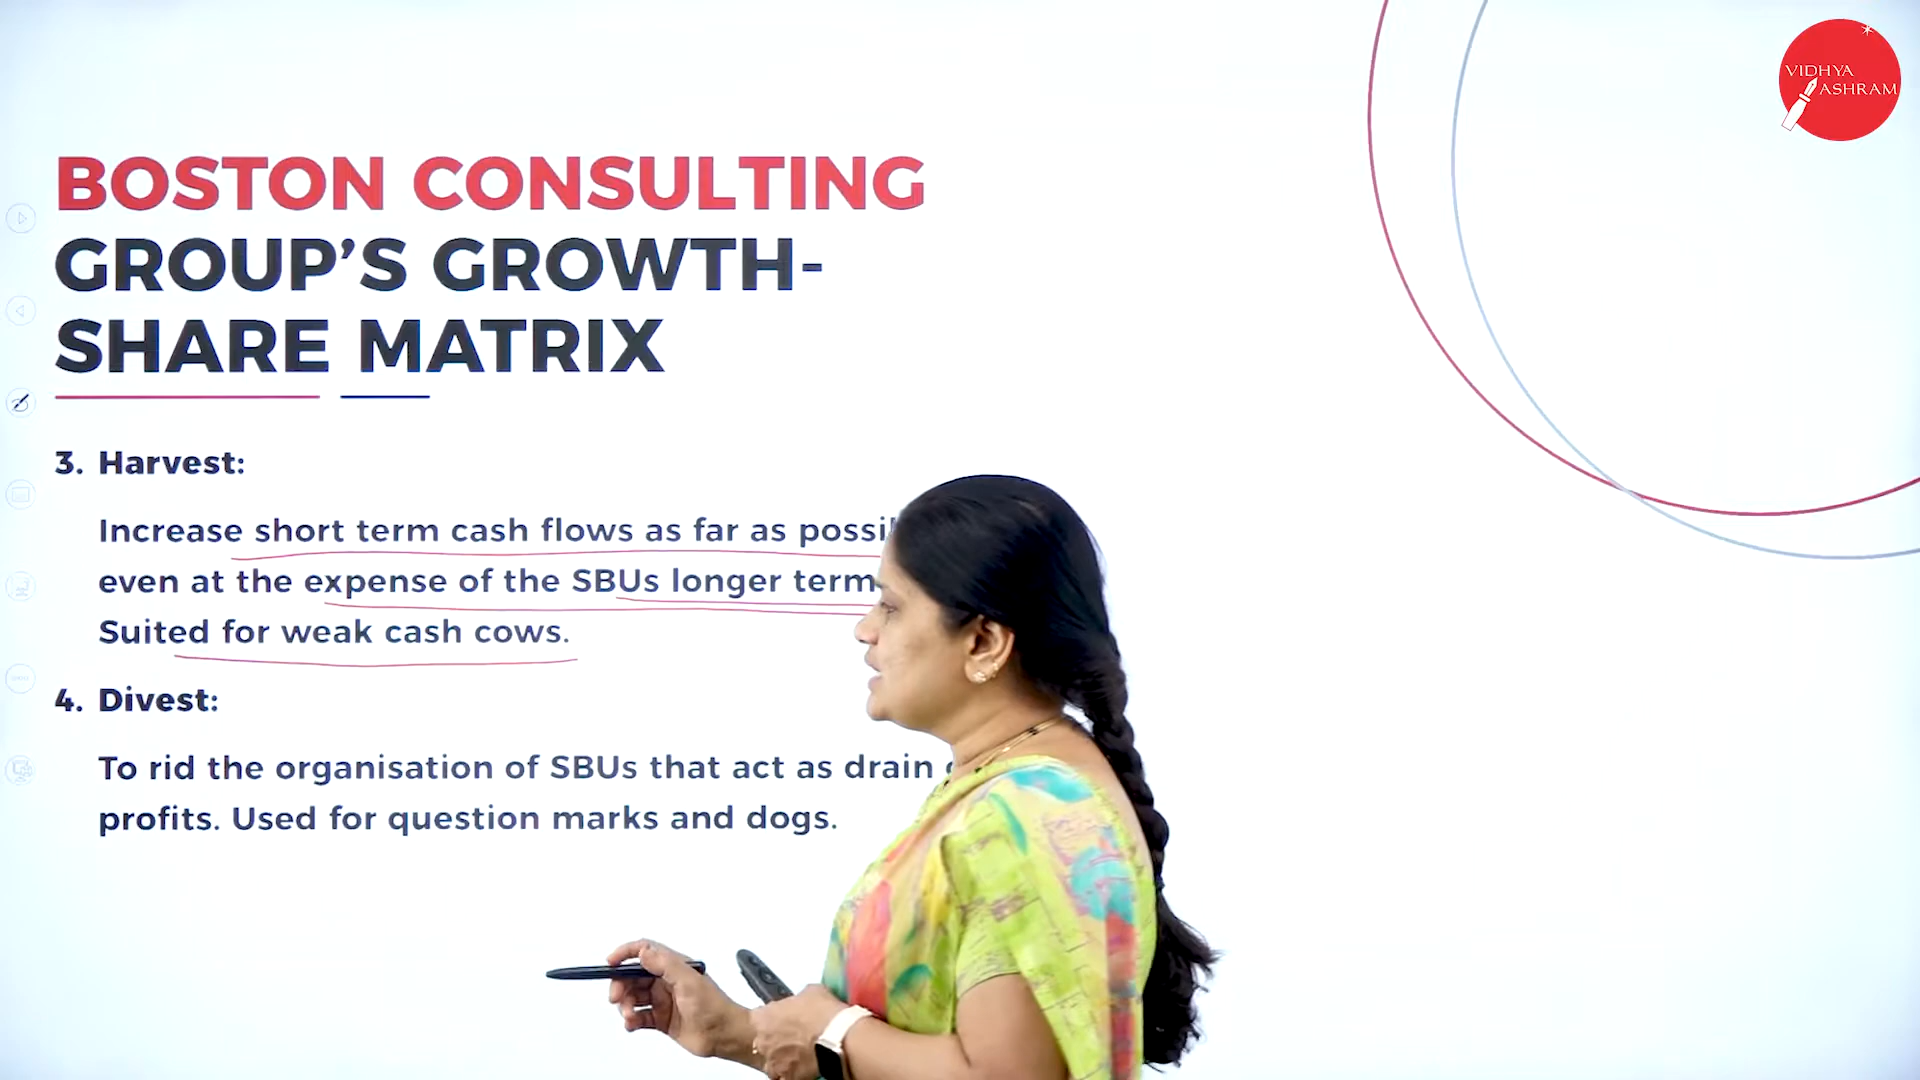 VIDHYA
ASHRAM
BOSTON CONSULTING
GROUP’S GROWTH-
SHARE MATRIX
3. Harvest:
Increase short term cash flows as far as
even at the expense of the SBUs longer term
Suited for weak cash cows.
4. Divest:
To rid the organisation of SBUs that act as drain
profits. Used for question marks and dogs.